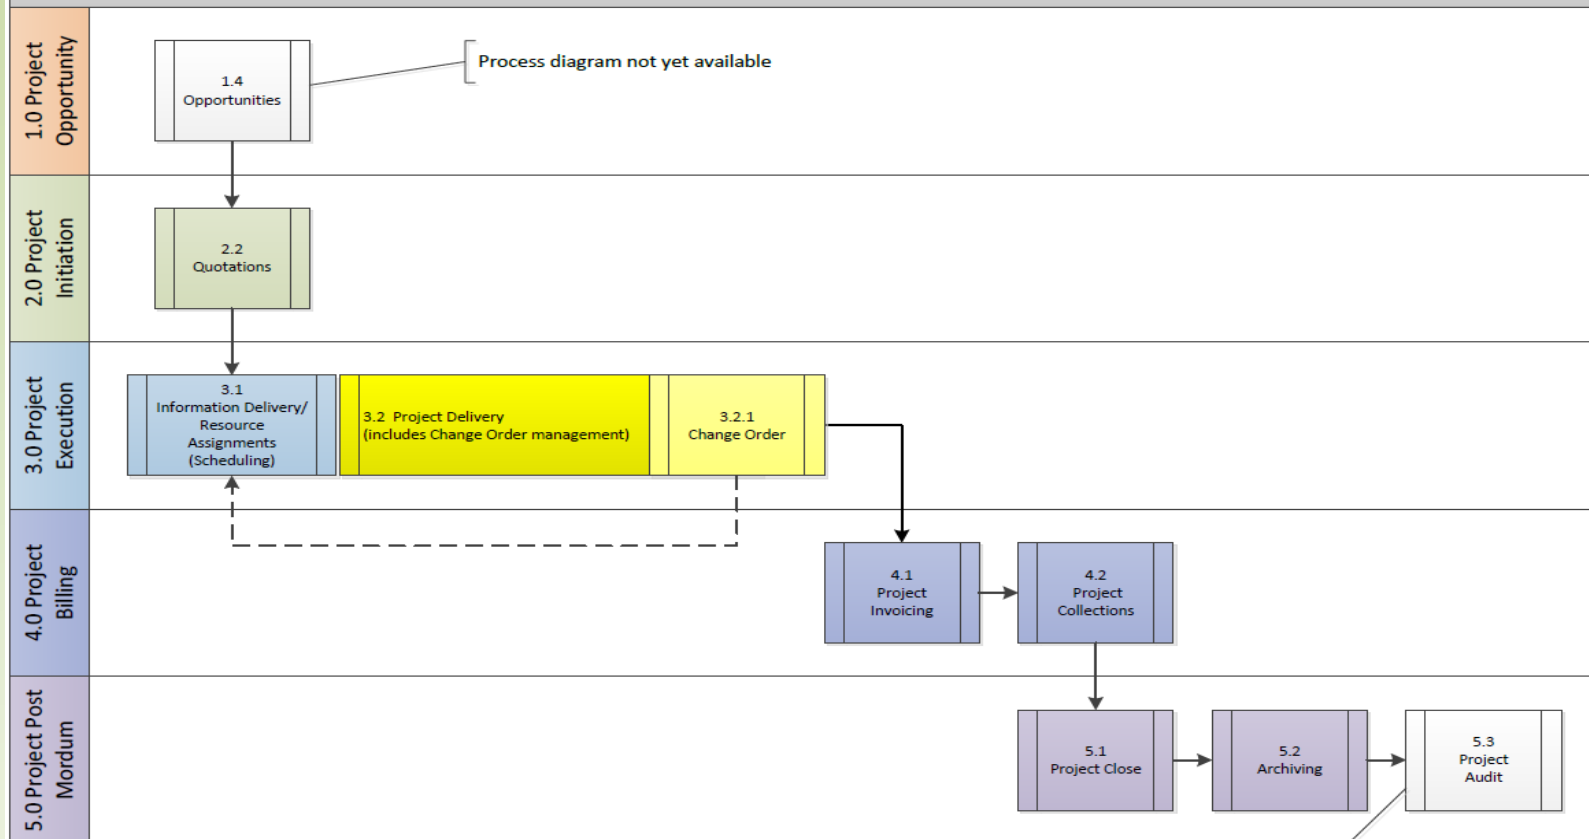 1.0 Project
Opportunity
1.4
Opportunities
Process diagram not yet available
2.0 Project
Initiation
2.2
Quotations
3.0 Project
Execution
3.1
Information Delivery/
Resource
Assignments
(Scheduling)
3.2 Project Delivery
(includes Change Order management)
3.2.1
Change Order
4.0 Project
Billing
4.1
Project
Invoicing
4.2
Project
Collections
5.0 Project Post
Mordum
5.1
Project Close
5.2
Archiving
5.3
Project
Audit